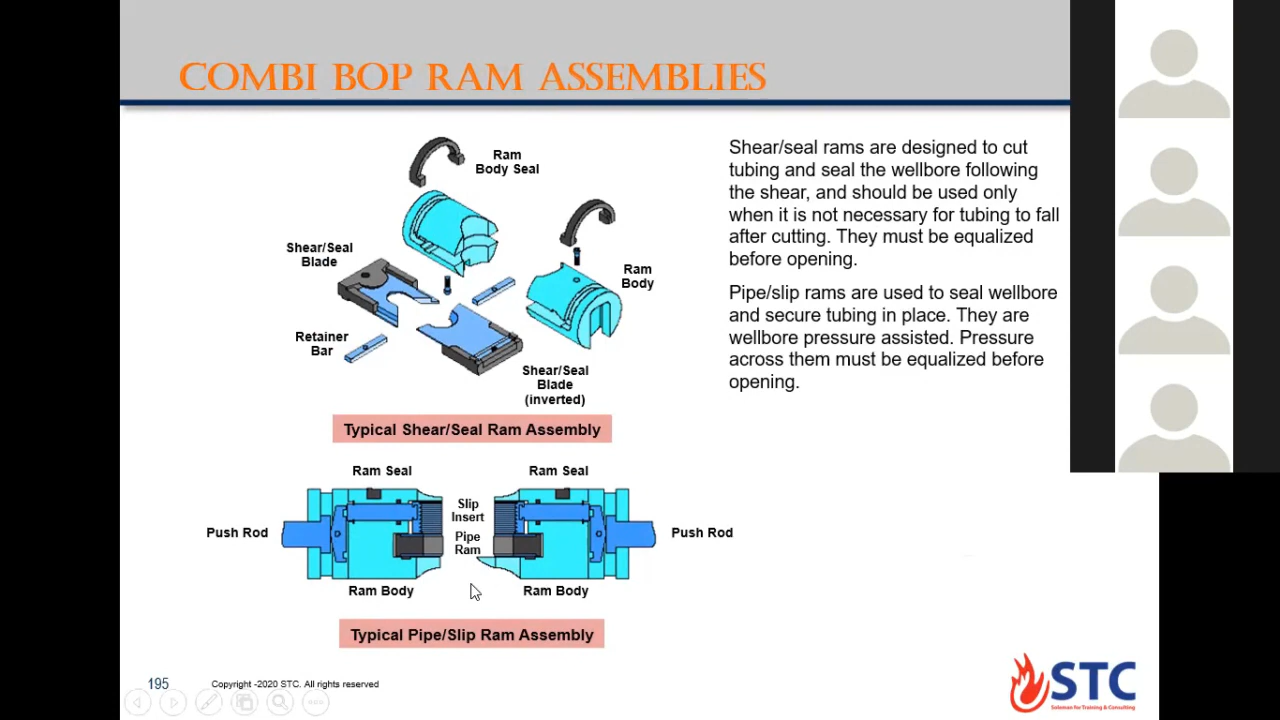 COMBI BOP RAM ASSEMBLIES
Ram
Body Seal
Shear/Seal
Blade
Ram
Body
Retainer
Bar
Shear/Seal
Blade
(inverted)
Typical Shear/Seal Ram Assembly
Ram Seal
Ram Seal
Slip
Insert
Push Rod
Pipe
Ram
Push Rod
Ram Body
Ram Body
Typical Pipe/Slip Ram Assembly
Shear/seal rams are designed to cut
tubing and seal the wellbore following
the shear, and should be used only
when it is not necessary for tubing to fall
after cutting. They must be equalized
before opening.
Pipe/slip rams are used to seal wellbore
and secure tubing in place. They are
wellbore pressure assisted. Pressure
across them must be equalized before
opening.
195
Copyright -2020 STC. All rights reserved
STC
Soloman for Training & Consulting